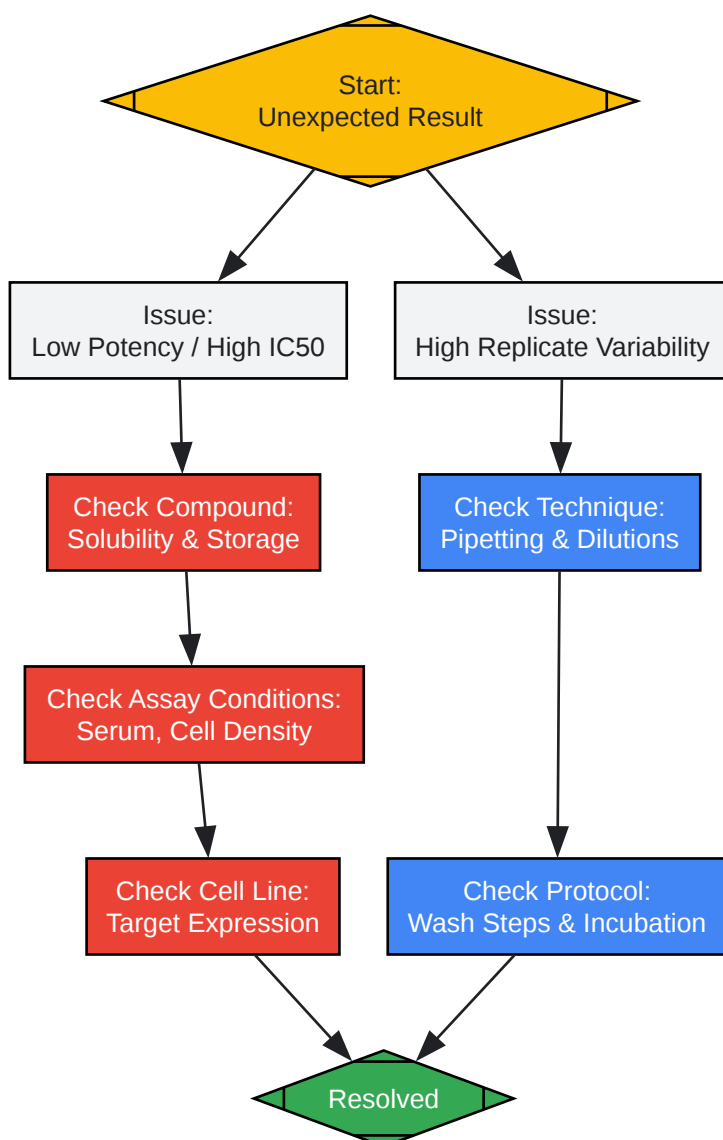 Start:
Unexpected Result
Issue:
Low Potency / High IC50
Issue:
High Replicate Variability
Check Compound:
Solubility & Storage
Check Technique:
Pipetting & Dilutions
Check Assay Conditions:
Serum, Cell Density
Check Cell Line:
Target Expression
Check Protocol:
Wash Steps & Incubation
Resolved